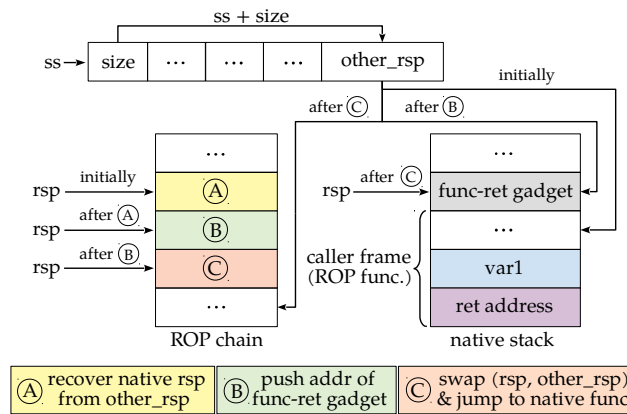 ss + size
ss
size ... ... ... other_rsp
initially
after Ⓒ
after Ⓑ
...
initially
rsp
Ⓐ
after Ⓐ
rsp
Ⓑ
after Ⓑ
rsp
Ⓒ
...
ROP chain
...
after Ⓒ
rsp
func-ret gadget
...
caller frame
(ROP func.)
var1
ret address
native stack
Ⓐ recover native rsp
from other_rsp
Ⓑ push addr of
func-ret gadget
Ⓒ swap (rsp, other_rsp)
& jump to native func